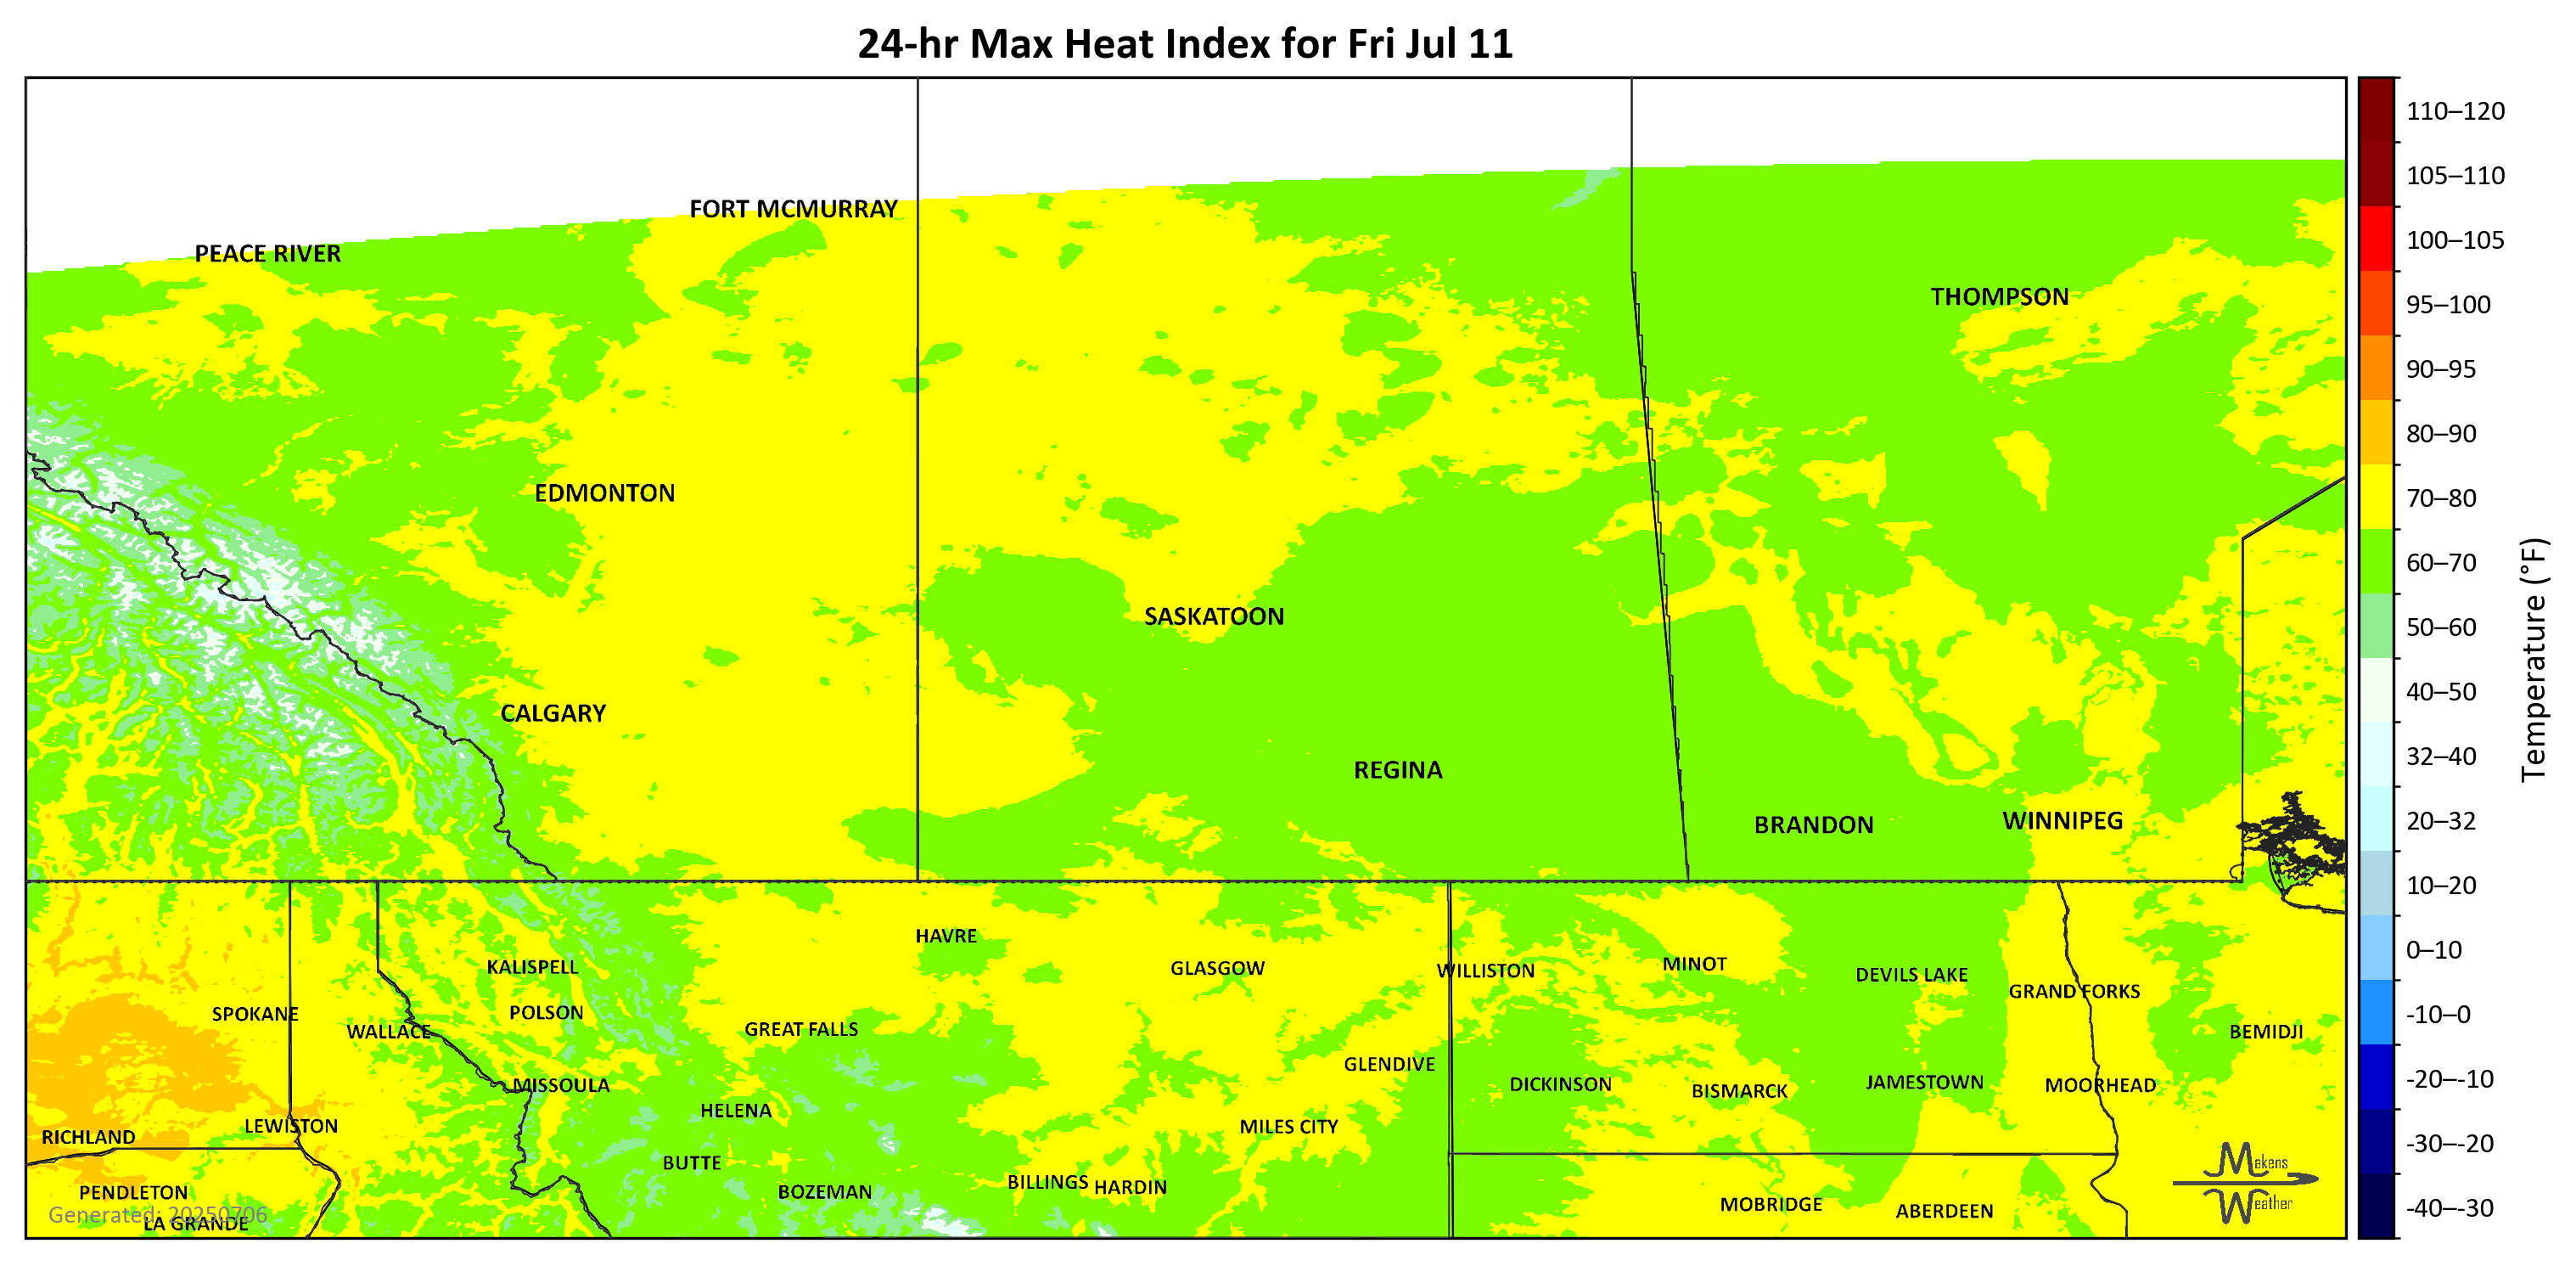 24-hr Max Heat Index for Fri Jul 11
FORT MCMURRAY
PEACE RIVER
THOMPSON
EDMONTON
SASKATOON
CALGARY
REGINA
BRANDON
WINNIPEG
HAVRE
KALISPELL
GLASGOW
WILLISTON
MINOT
DEVILS LAKE
GRAND FORKS
SPOKANE
POLSON
WALLACE
GREAT FALLS
BEMIDJI
GLENDIVE
MISSOULA
DICKINSON
BISMARCK
JAMESTOWN
MOORHEAD
HELENA
LEWISTON
MILES CITY
RICHLAND
BUTTE
BOZEMAN
BILLINGS
HARDIN
PENDLETON
MOBRIDGE
ABERDEEN
Generated: 20250706
LA GRANDE
Makens
Weather
110–120
105–110
100–105
95–100
90–95
80–90
70–80
60–70
50–60
40–50
32–40
20–32
10–20
0–10
-10–0
-20–-10
-30–-20
-40–-30
Temperature (°F)